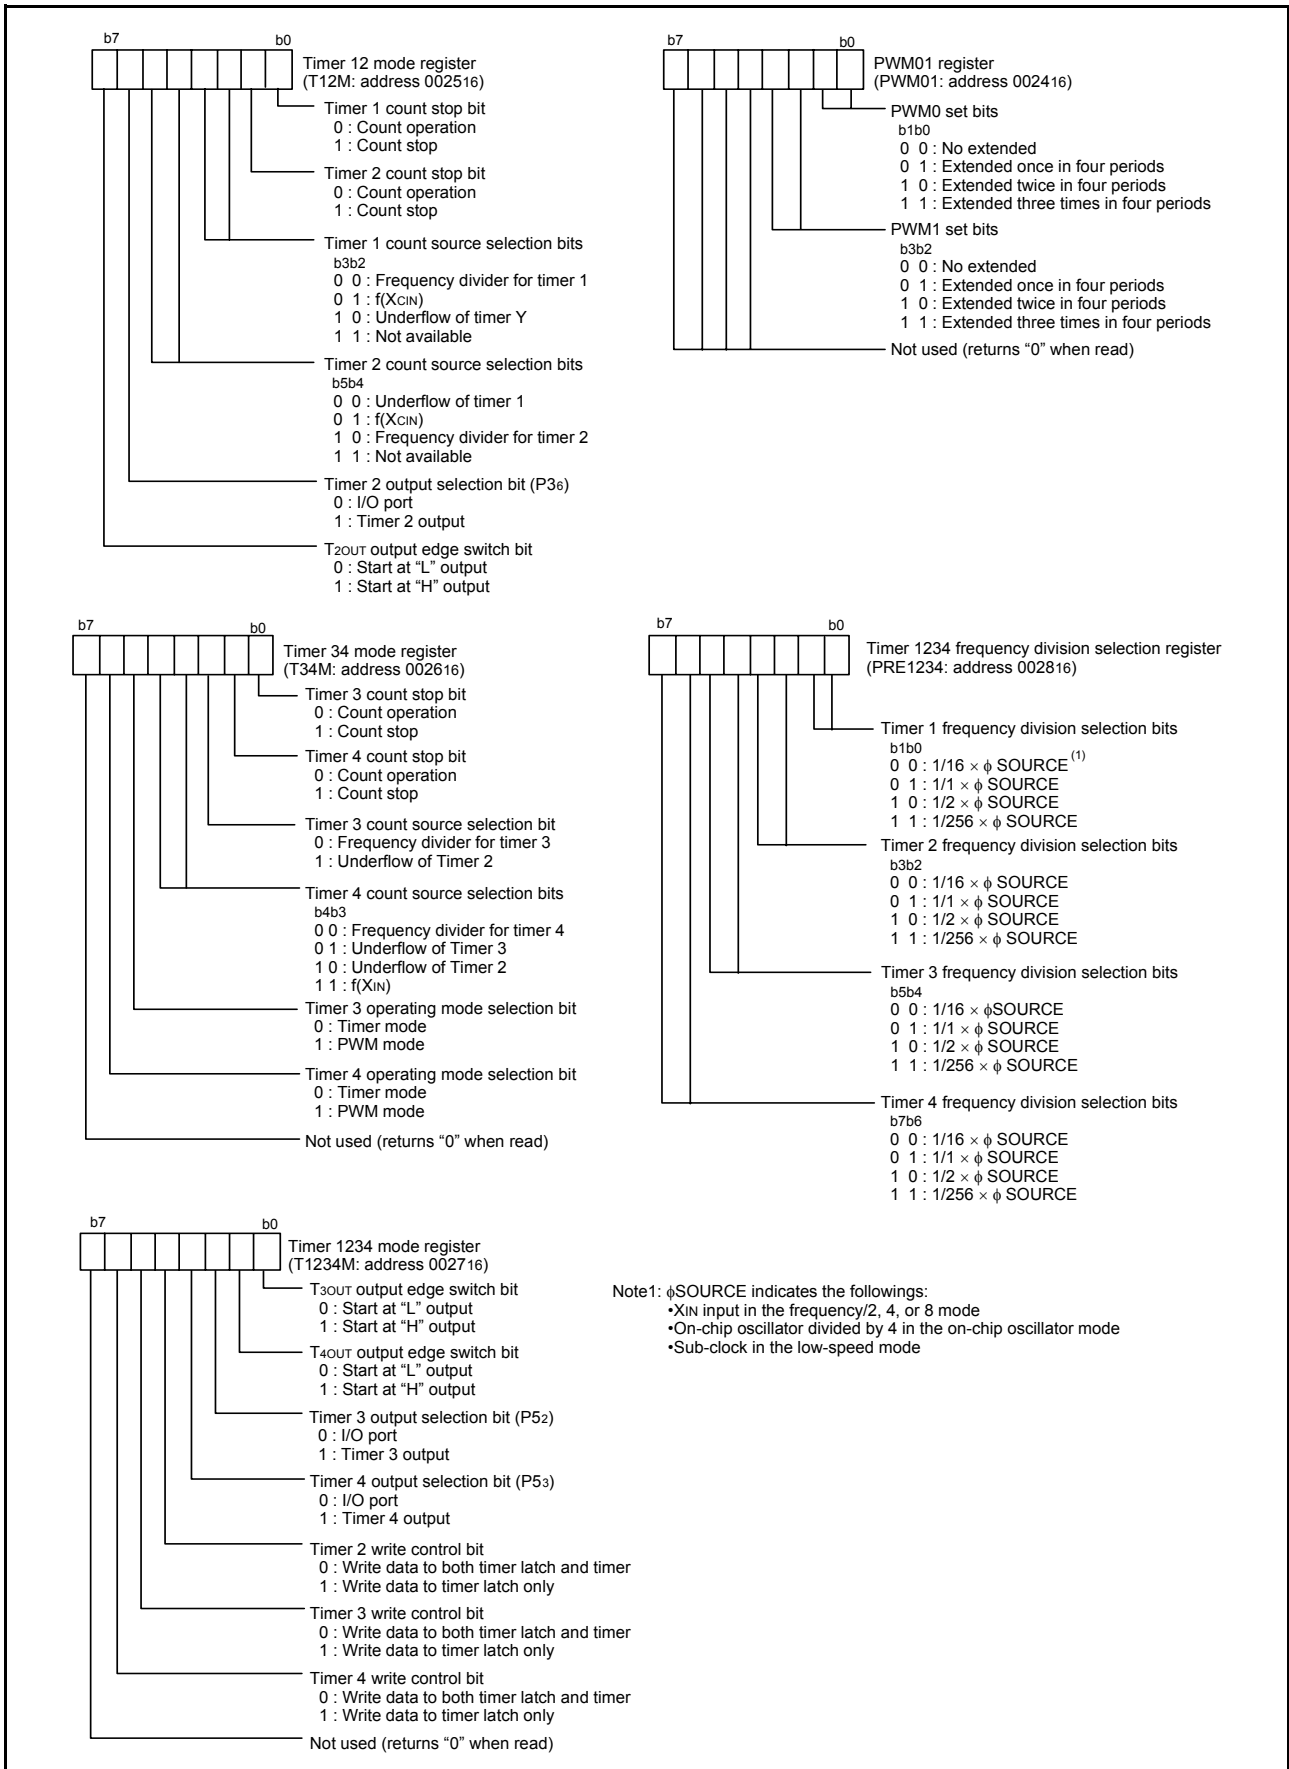 b7 b0
Timer 12 mode register
(T12M: address 002516)
Timer 1 count stop bit
0 : Count operation
1 : Count stop
Timer 2 count stop bit
0 : Count operation
1 : Count stop
Timer 1 count source selection bits
b3b2
0 0 : Frequency divider for timer 1
0 1 : f(XCIN)
1 0 : Underflow of timer Y
1 1 : Not available
Timer 2 count source selection bits
b5b4
0 0 : Underflow of timer 1
0 1 : f(XCIN)
1 0 : Frequency divider for timer 2
1 1 : Not available
Timer 2 output selection bit (P36)
0 : I/O port
1 : Timer 2 output
T2OUT output edge switch bit
0 : Start at “L” output
1 : Start at “H” output
b7 b0
PWM01 register
(PWM01: address 002416)
PWM0 set bits
b1b0
0 0 : No extended
0 1 : Extended once in four periods
1 0 : Extended twice in four periods
1 1 : Extended three times in four periods
PWM1 set bits
b3b2
0 0 : No extended
0 1 : Extended once in four periods
1 0 : Extended twice in four periods
1 1 : Extended three times in four periods
Not used (returns “0” when read)
b7 b0
Timer 34 mode register
(T34M: address 002616)
Timer 3 count stop bit
0 : Count operation
1 : Count stop
Timer 4 count stop bit
0 : Count operation
1 : Count stop
Timer 3 count source selection bit
0 : Frequency divider for timer 3
1 : Underflow of Timer 2
Timer 4 count source selection bits
b4b3
0 0 : Frequency divider for timer 4
0 1 : Underflow of Timer 3
1 0 : Underflow of Timer 2
1 1 : f(XIN)
Timer 3 operating mode selection bit
0 : Timer mode
1 : PWM mode
Timer 4 operating mode selection bit
0 : Timer mode
1 : PWM mode
Not used (returns “0” when read)
b7 b0
Timer 1234 frequency division selection register
(PRE1234: address 002816)
Timer 1 frequency division selection bits
b1b0
0 0 : 1/16 × ϕ SOURCE (1)
0 1 : 1/1 × ϕ SOURCE
1 0 : 1/2 × ϕ SOURCE
1 1 : 1/256 × ϕ SOURCE
Timer 2 frequency division selection bits
b3b2
0 0 : 1/16 × ϕ SOURCE
0 1 : 1/1 × ϕ SOURCE
1 0 : 1/2 × ϕ SOURCE
1 1 : 1/256 × ϕ SOURCE
Timer 3 frequency division selection bits
b5b4
0 0 : 1/16 × ϕSOURCE
0 1 : 1/1 × ϕ SOURCE
1 0 : 1/2 × ϕ SOURCE
1 1 : 1/256 × ϕ SOURCE
Timer 4 frequency division selection bits
b7b6
0 0 : 1/16 × ϕ SOURCE
0 1 : 1/1 × ϕ SOURCE
1 0 : 1/2 × ϕ SOURCE
1 1 : 1/256 × ϕ SOURCE
b7 b0
Timer 1234 mode register
(T1234M: address 002716)
T3OUT output edge switch bit
0 : Start at “L” output
1 : Start at “H” output
T4OUT output edge switch bit
0 : Start at “L” output
1 : Start at “H” output
Timer 3 output selection bit (P52)
0 : I/O port
1 : Timer 3 output
Timer 4 output selection bit (P53)
0 : I/O port
1 : Timer 4 output
Timer 2 write control bit
0 : Write data to both timer latch and timer
1 : Write data to timer latch only
Timer 3 write control bit
0 : Write data to both timer latch and timer
1 : Write data to timer latch only
Timer 4 write control bit
0 : Write data to both timer latch and timer
1 : Write data to timer latch only
Not used (returns “0” when read)
Note1: ϕSOURCE indicates the followings:
•XIN input in the frequency/2, 4, or 8 mode
•On-chip oscillator divided by 4 in the on-chip oscillator mode
•Sub-clock in the low-speed mode